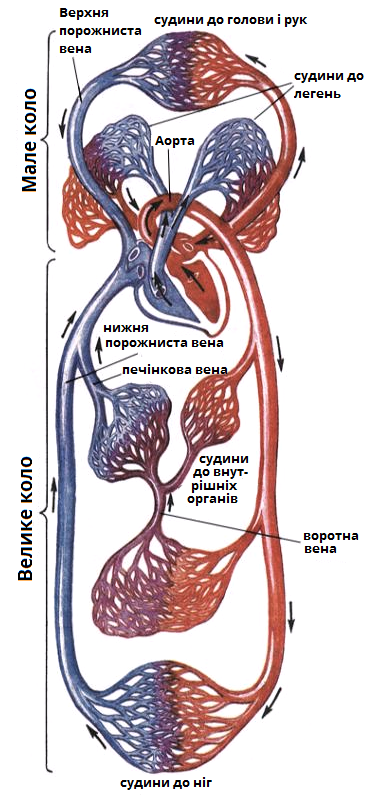 Верхня
порожниста
вена
судини до голови і рук
судини до
легень
Аорта
Мале коло
нижня
порожниста вена
печінкова вена
судини
до внут-
рішніх
органів
воротна
вена
Велике коло
судини до ніг